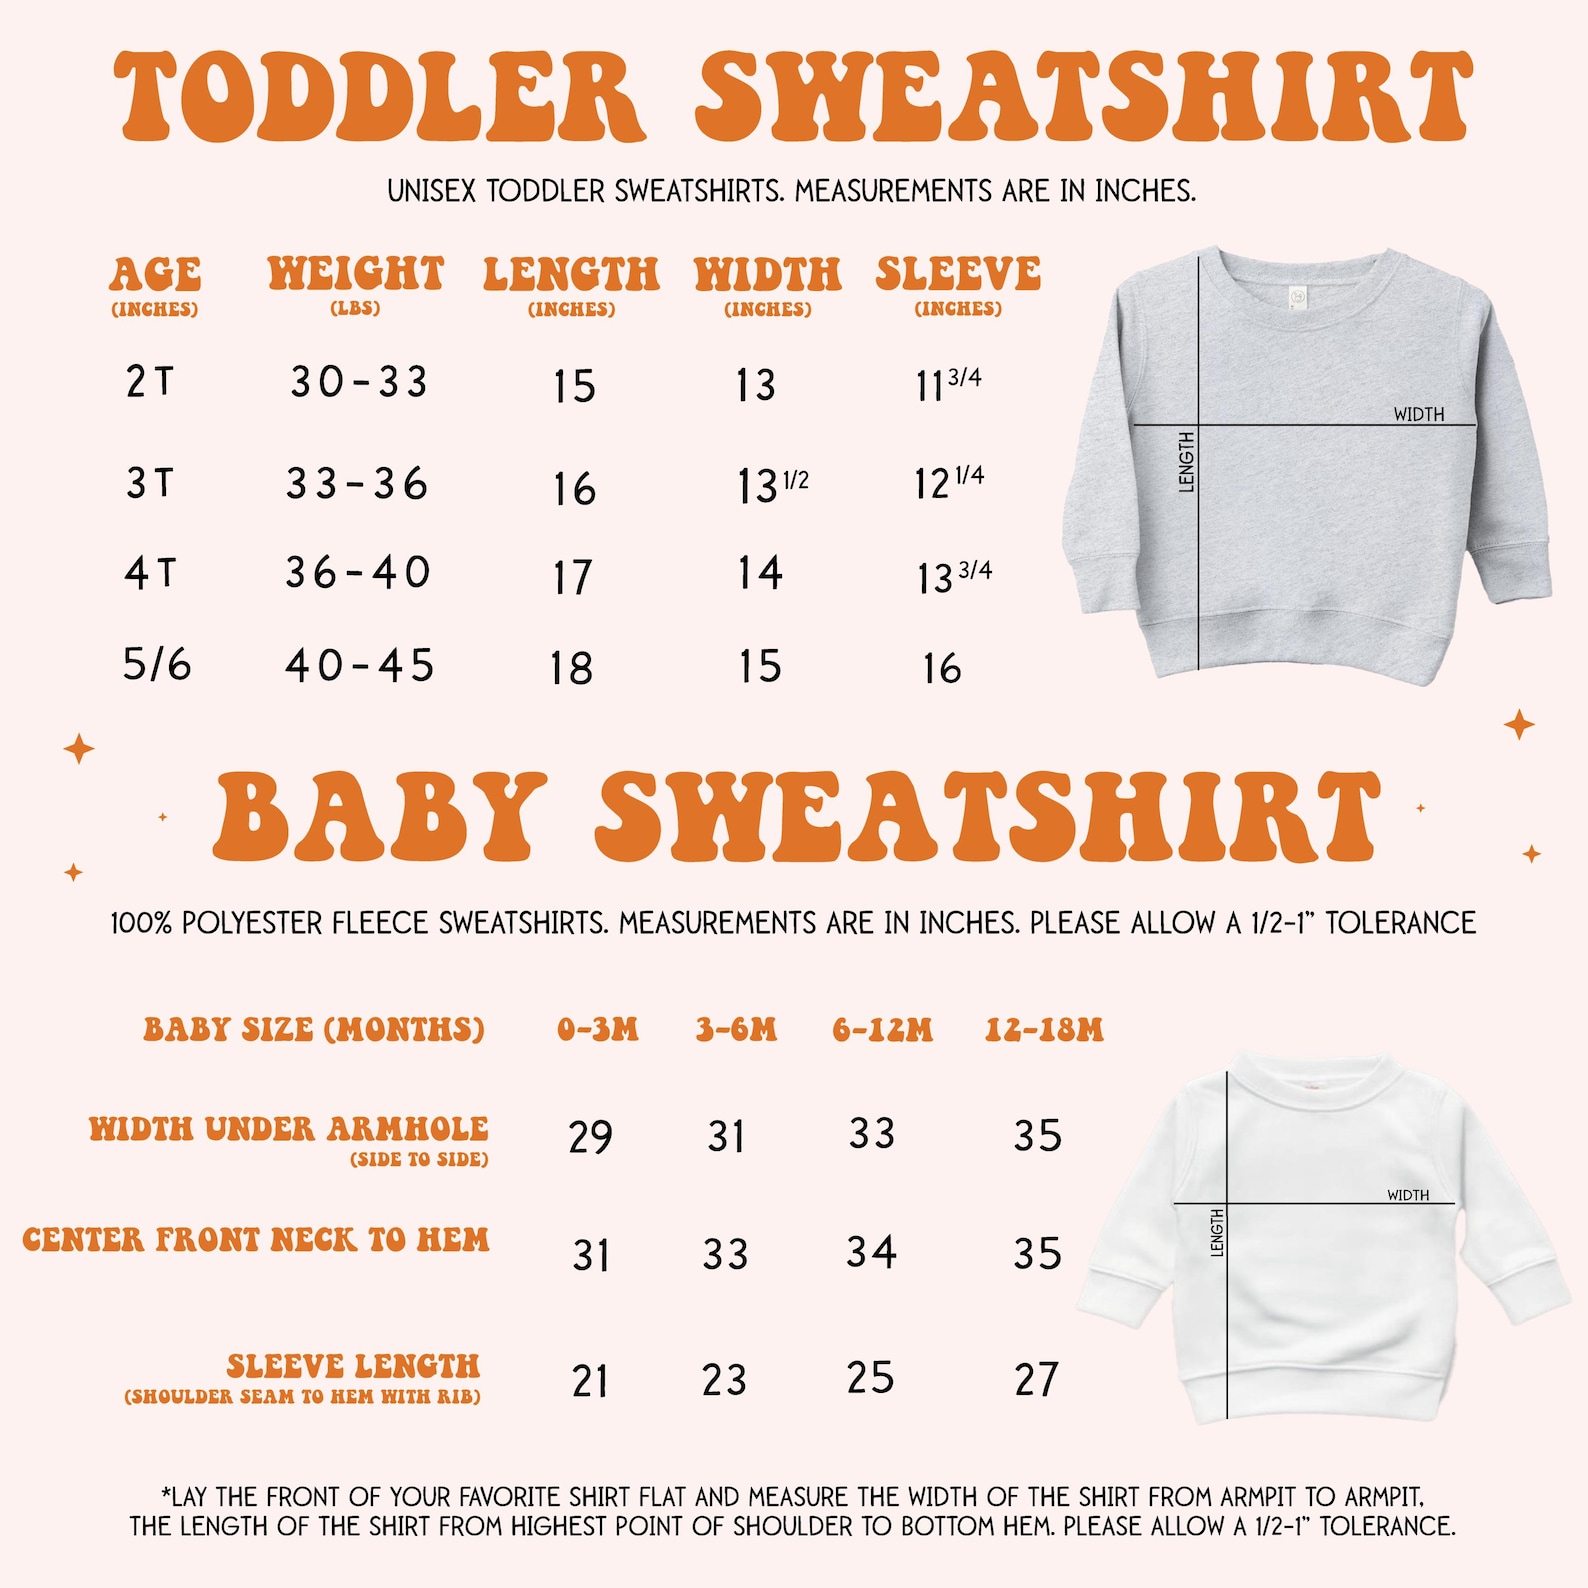 TODDLER SWEATSHIRT
UNISEX TODDLER SWEATSHIRTS. MEASUREMENTS ARE IN INCHES.
AGE WEIGHT LENGTH WIDTH SLEEVE
(INCHES) (LBS) (INCHES) (INCHES) (INCHES)
2T 30-33 15 13 11 3/4
3T 33-36 16 13 1/2 12 1/4
4T 36-40 17 14 13 3/4
5/6 40-45 18 15 16
WIDTH
LENGTH
BABY SWEATSHIRT
100% POLYESTER FLEECE SWEATSHIRTS. MEASUREMENTS ARE IN INCHES. PLEASE ALLOW A 1/2-1" TOLERANCE
BABY SIZE (MONTHS) 0-3M 3-6M 6-12M 12-18M
WIDTH UNDER ARMHOLE 29 31 33 35
(SIDE TO SIDE)
CENTER FRONT NECK TO HEM 31 33 34 35
SLEEVE LENGTH 21 23 25 27
(SHOULDER SEAM TO HEM WITH RIB)
WIDTH
LENGTH
*LAY THE FRONT OF YOUR FAVORITE SHIRT FLAT AND MEASURE THE WIDTH OF THE SHIRT FROM ARMPIT TO ARMPIT,
THE LENGTH OF THE SHIRT FROM HIGHEST POINT OF SHOULDER TO BOTTOM HEM. PLEASE ALLOW A 1/2-1" TOLERANCE.